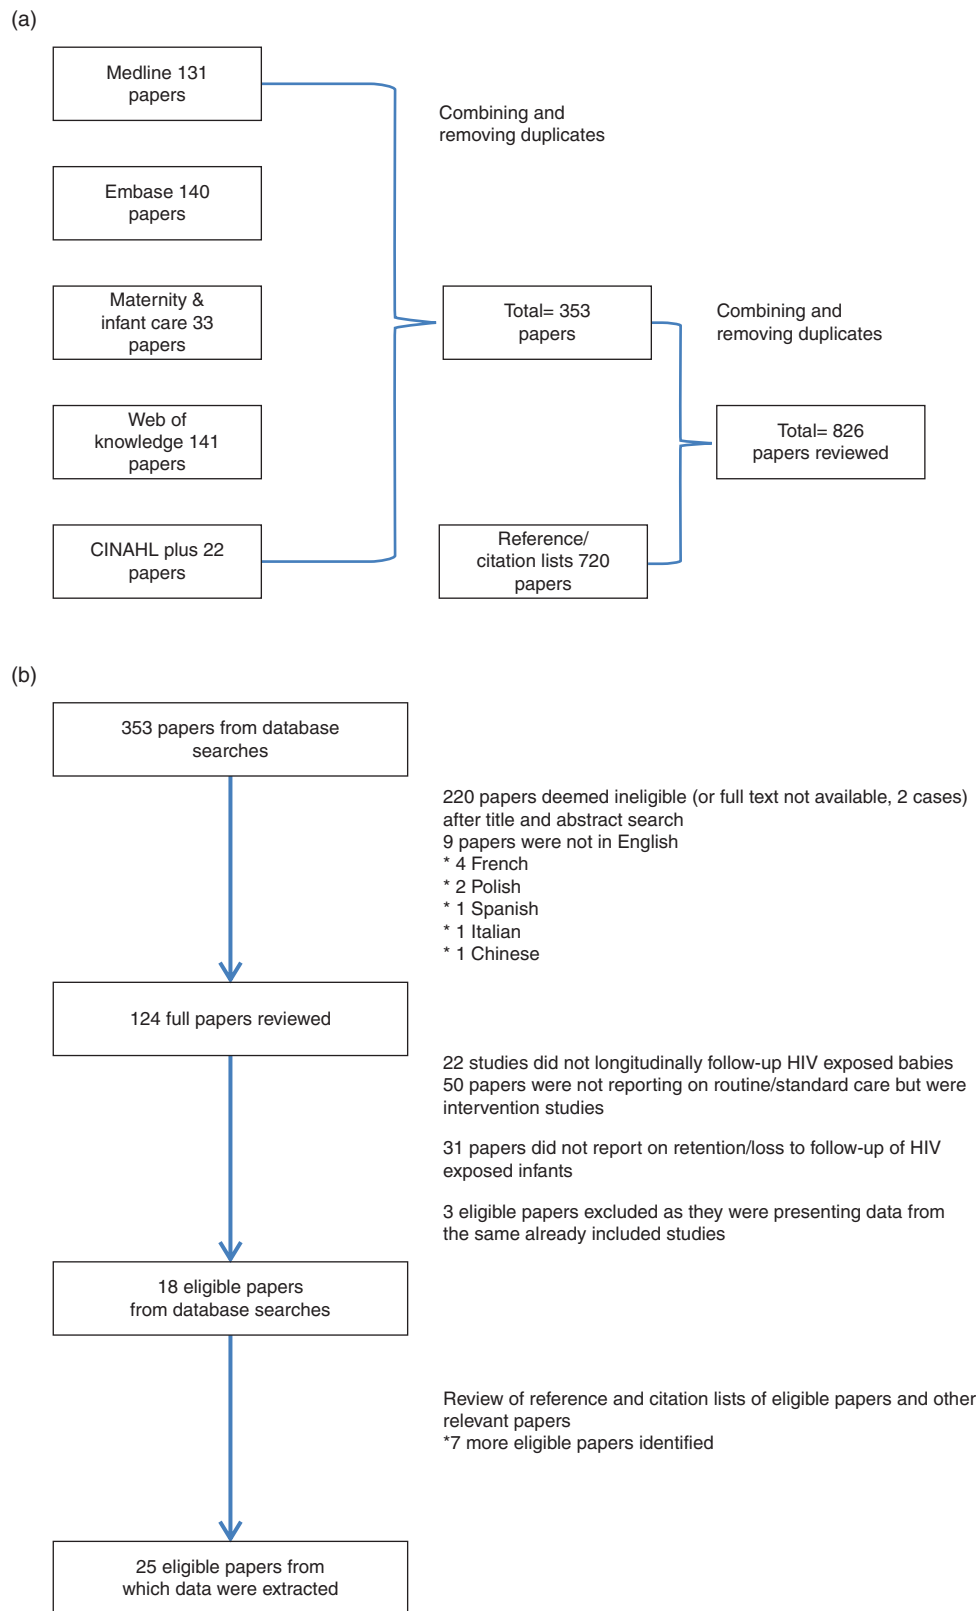 (a)
Medline 131
papers
Combining and
removing duplicates
Embase 140
papers
Maternity &
infant care 33
papers
Total= 353
papers
Combining and
removing duplicates
Web of
knowledge 141
papers
Total= 826
papers reviewed
CINAHL plus 22
papers
Reference/
citation lists 720
papers
(b)
353 papers from database
searches
220 papers deemed ineligible (or full text not available, 2 cases)
after title and abstract search
9 papers were not in English
* 4 French
* 2 Polish
* 1 Spanish
* 1 Italian
* 1 Chinese
124 full papers reviewed
22 studies did not longitudinally follow-up HIV exposed babies
50 papers were not reporting on routine/standard care but were
intervention studies
31 papers did not report on retention/loss to follow-up of HIV
exposed infants
3 eligible papers excluded as they were presenting data from
the same already included studies
18 eligible papers
from database searches
Review of reference and citation lists of eligible papers and other
relevant papers
*7 more eligible papers identified
25 eligible papers from
which data were extracted